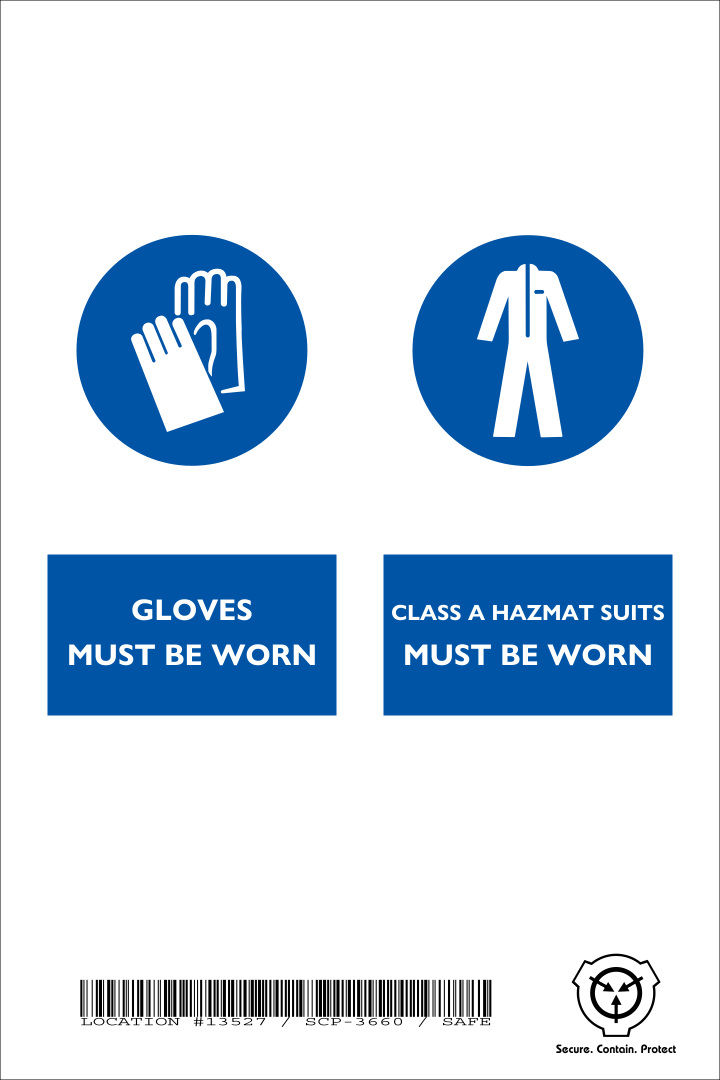 GLOVES
MUST BE WORN
CLASS A HAZMAT SUITS
MUST BE WORN
LOCATION #13527 / SCP-3660 / SAFE
Secure. Contain. Protect